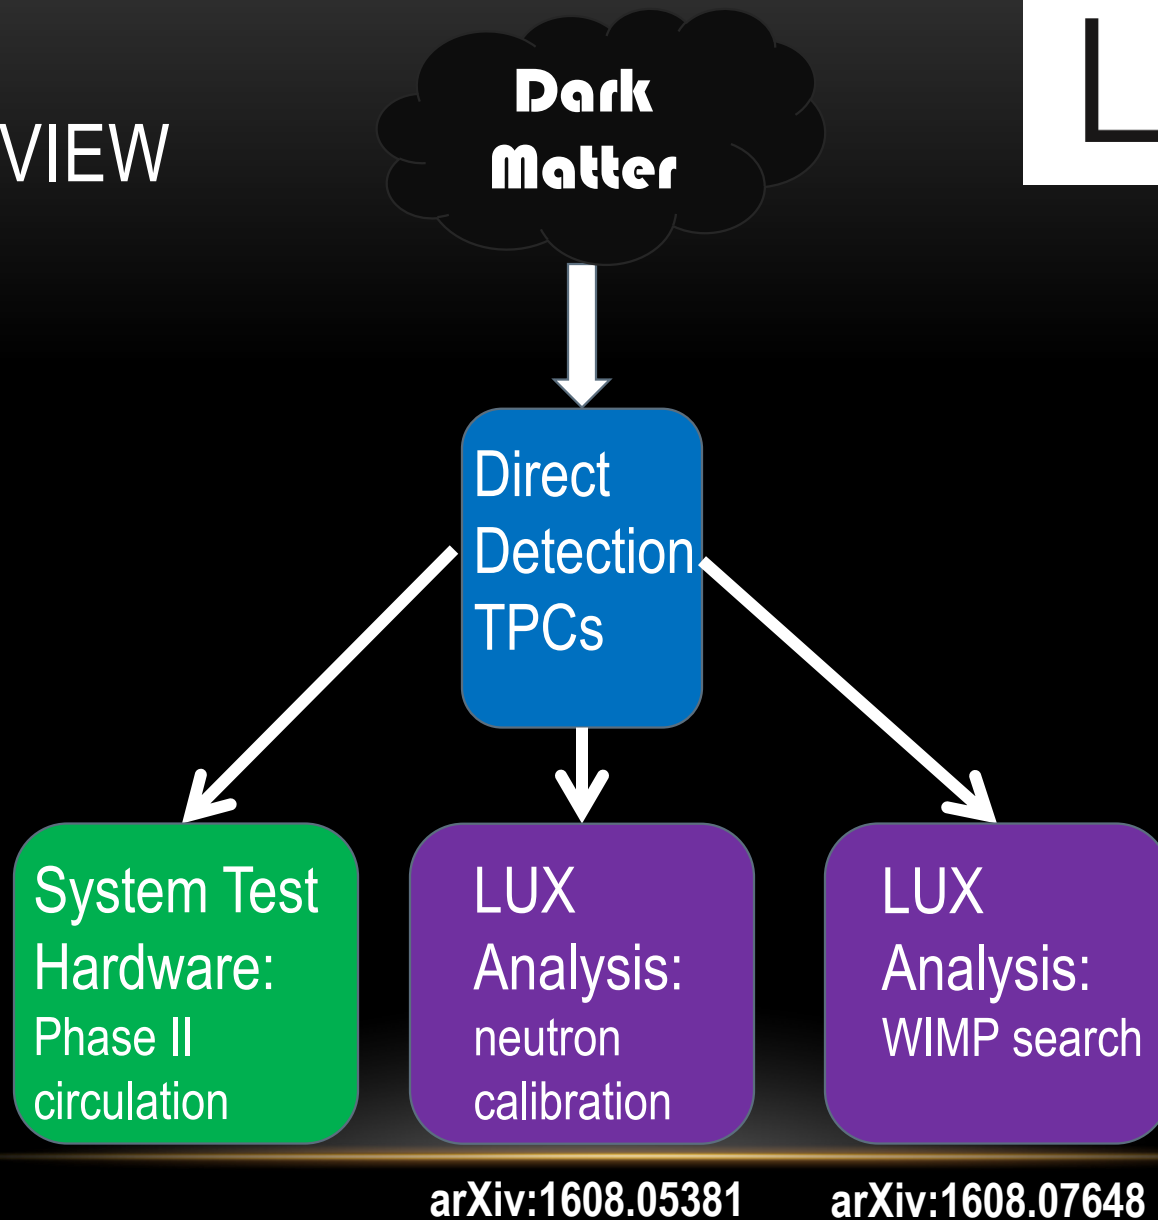 VIEW
L
Dark
Matter
Direct
Detection
TPCs
System Test
Hardware:
Phase II
circulation
LUX
Analysis:
neutron
calibration
LUX
Analysis:
WIMP search
arXiv:1608.05381
arXiv:1608.07648